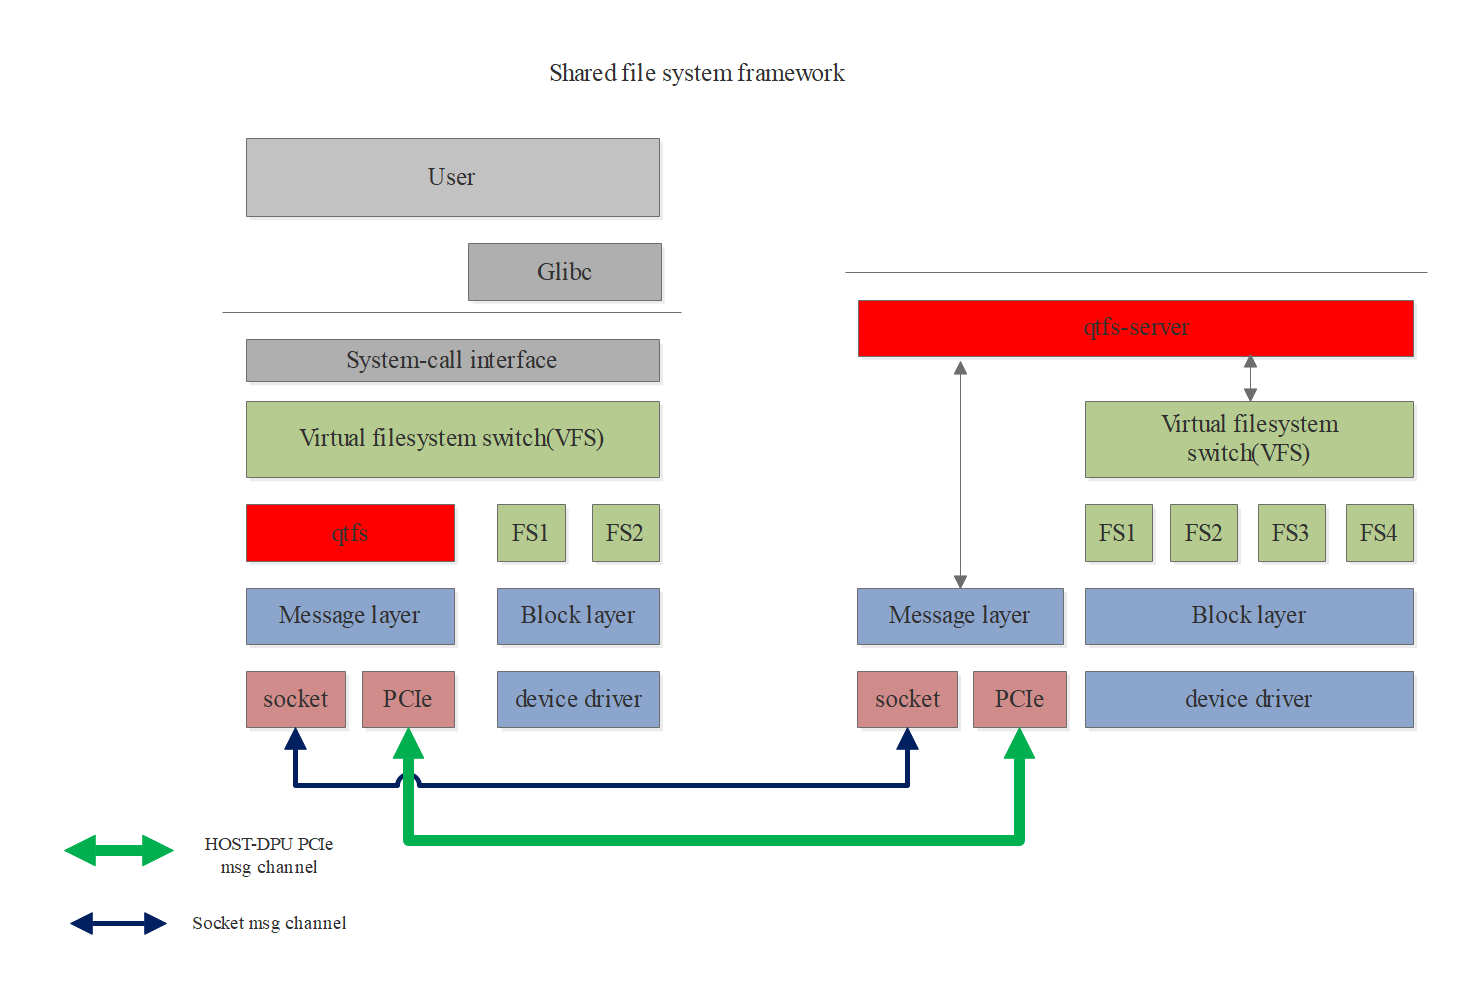 Shared file system framework
User
Glibc
System-call interface
Virtual filesystem switch(VFS)
qtfs
FS1
FS2
Message layer
Block layer
socket
PCIe
device driver
qtfs-server
Virtual filesystem
switch(VFS)
FS1
FS2
FS3
FS4
Message layer
Block layer
socket
PCIe
device driver
HOST-DPU PCIe
msg channel
Socket msg channel